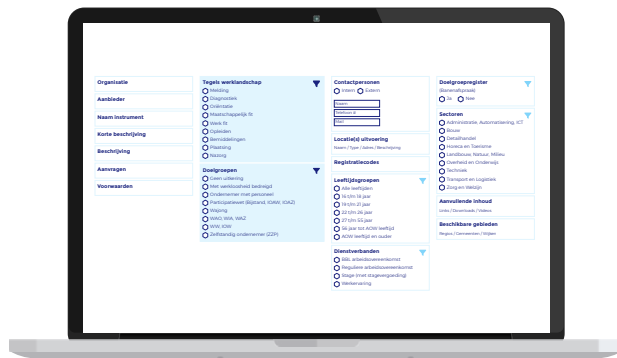 Organisatie
Aanbieder
Naam instrument
Korte beschrijving
Beschrijving
Aanvragen
Voorwaarden
Tegels werklandschap
Melding
Diagnostiek
Oriëntatie
Maatschappelijk fit
Werk fit
Opleiden
Bemiddelingen
Plaatsing
Nazorg
Doelgroepen
Geen uitkering
Met werkloosheid bedreigd
Ondernemer met personeel
Participatiewet (Bijstand, IOAW, IOAZ)
Wajong
WAO, WIA, WAZ
WW, IOW
Zelfstandig ondernemer (ZZP)
Contactpersonen
Intern Extern
Naam
Telefoon #
Mail
Locatie(s) uitvoering
Naam / Type / Adres / Beschrijving
Registratiecodes
Leeftijdsgroepen
Alle leeftijden
16 t/m 18 jaar
19 t/m 21 jaar
22 t/m 26 jaar
27 t/m 55 jaar
56 jaar tot AOW leeftijd
AOW leeftijd en ouder
Dienstverbanden
BBL arbeidsovereenkomst
Reguliere arbeidsovereenkomst
Stage (met stagevergoeding)
Werkervaring
Doelgroepregister
(Banenafspraak)
Ja Nee
Sectoren
Administratie, Automatisering, ICT
Bouw
Detailhandel
Horeca en Toerisme
Landbouw, Natuur, Milieu
Overheid en Onderwijs
Techniek
Transport en Logistiek
Zorg en Welzijn
Aanvullende inhoud
Links / Downloads / Videos
Beschikbare gebieden
Regios / Gemeenten / Wijken